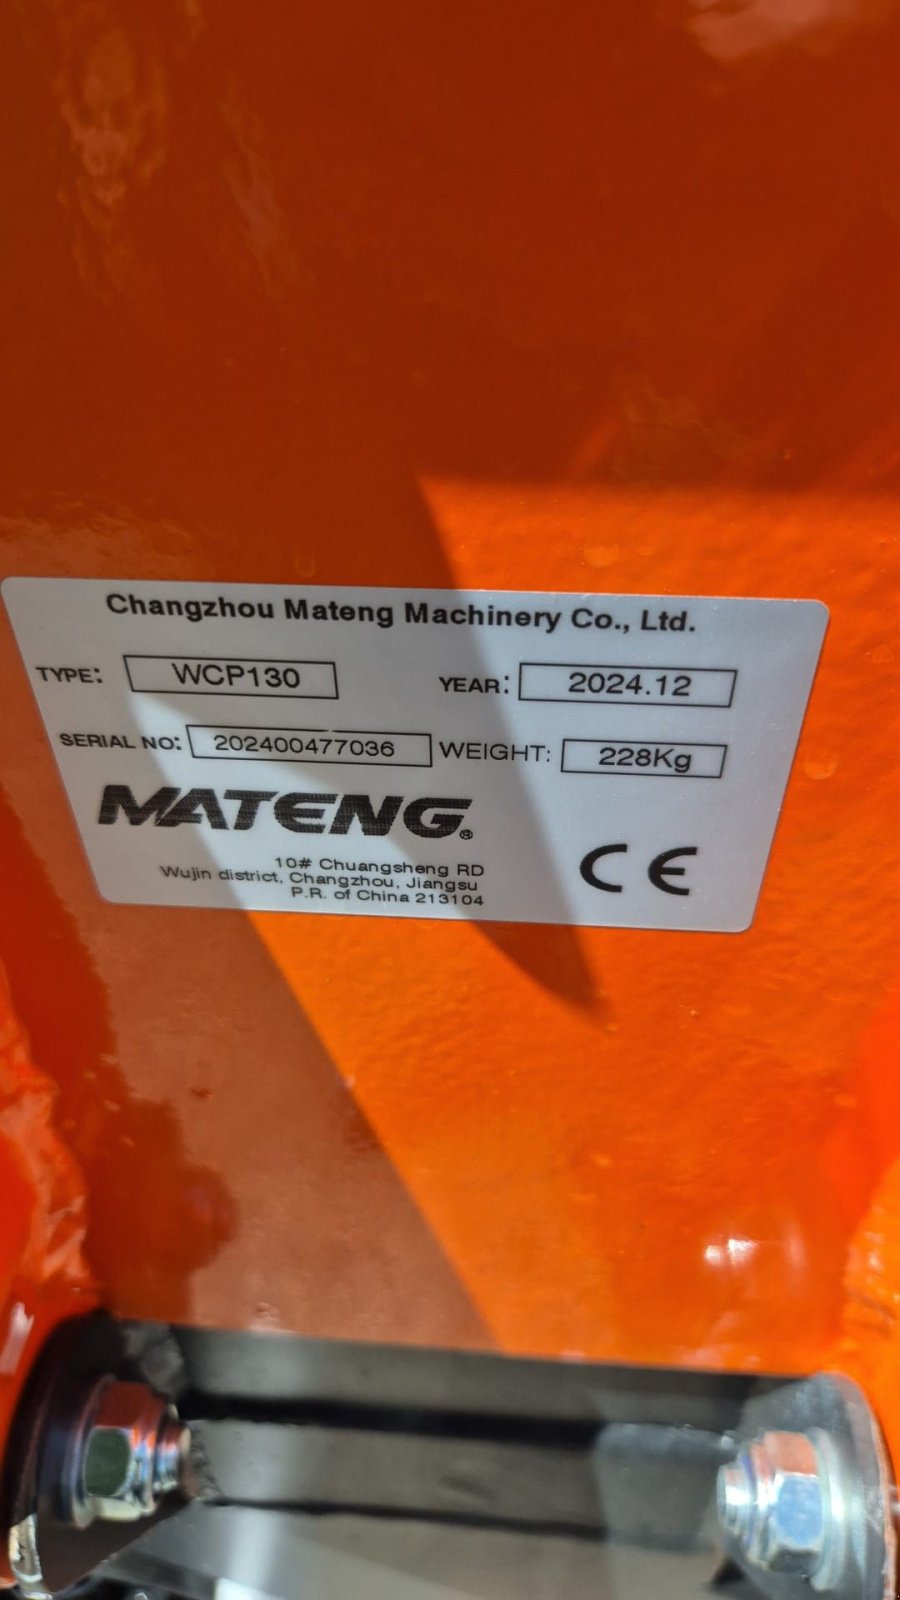 Changzhou Mateng Machinery Co., Ltd.
TYPE: WCP130 YEAR: 2024.12
SERIAL NO: 202400477036 WEIGHT: 228Kg
MATENG®
10# Chuangsheng RD
Wujin district, Changzhou, Jiangsu
P.R. of China 213104
CE